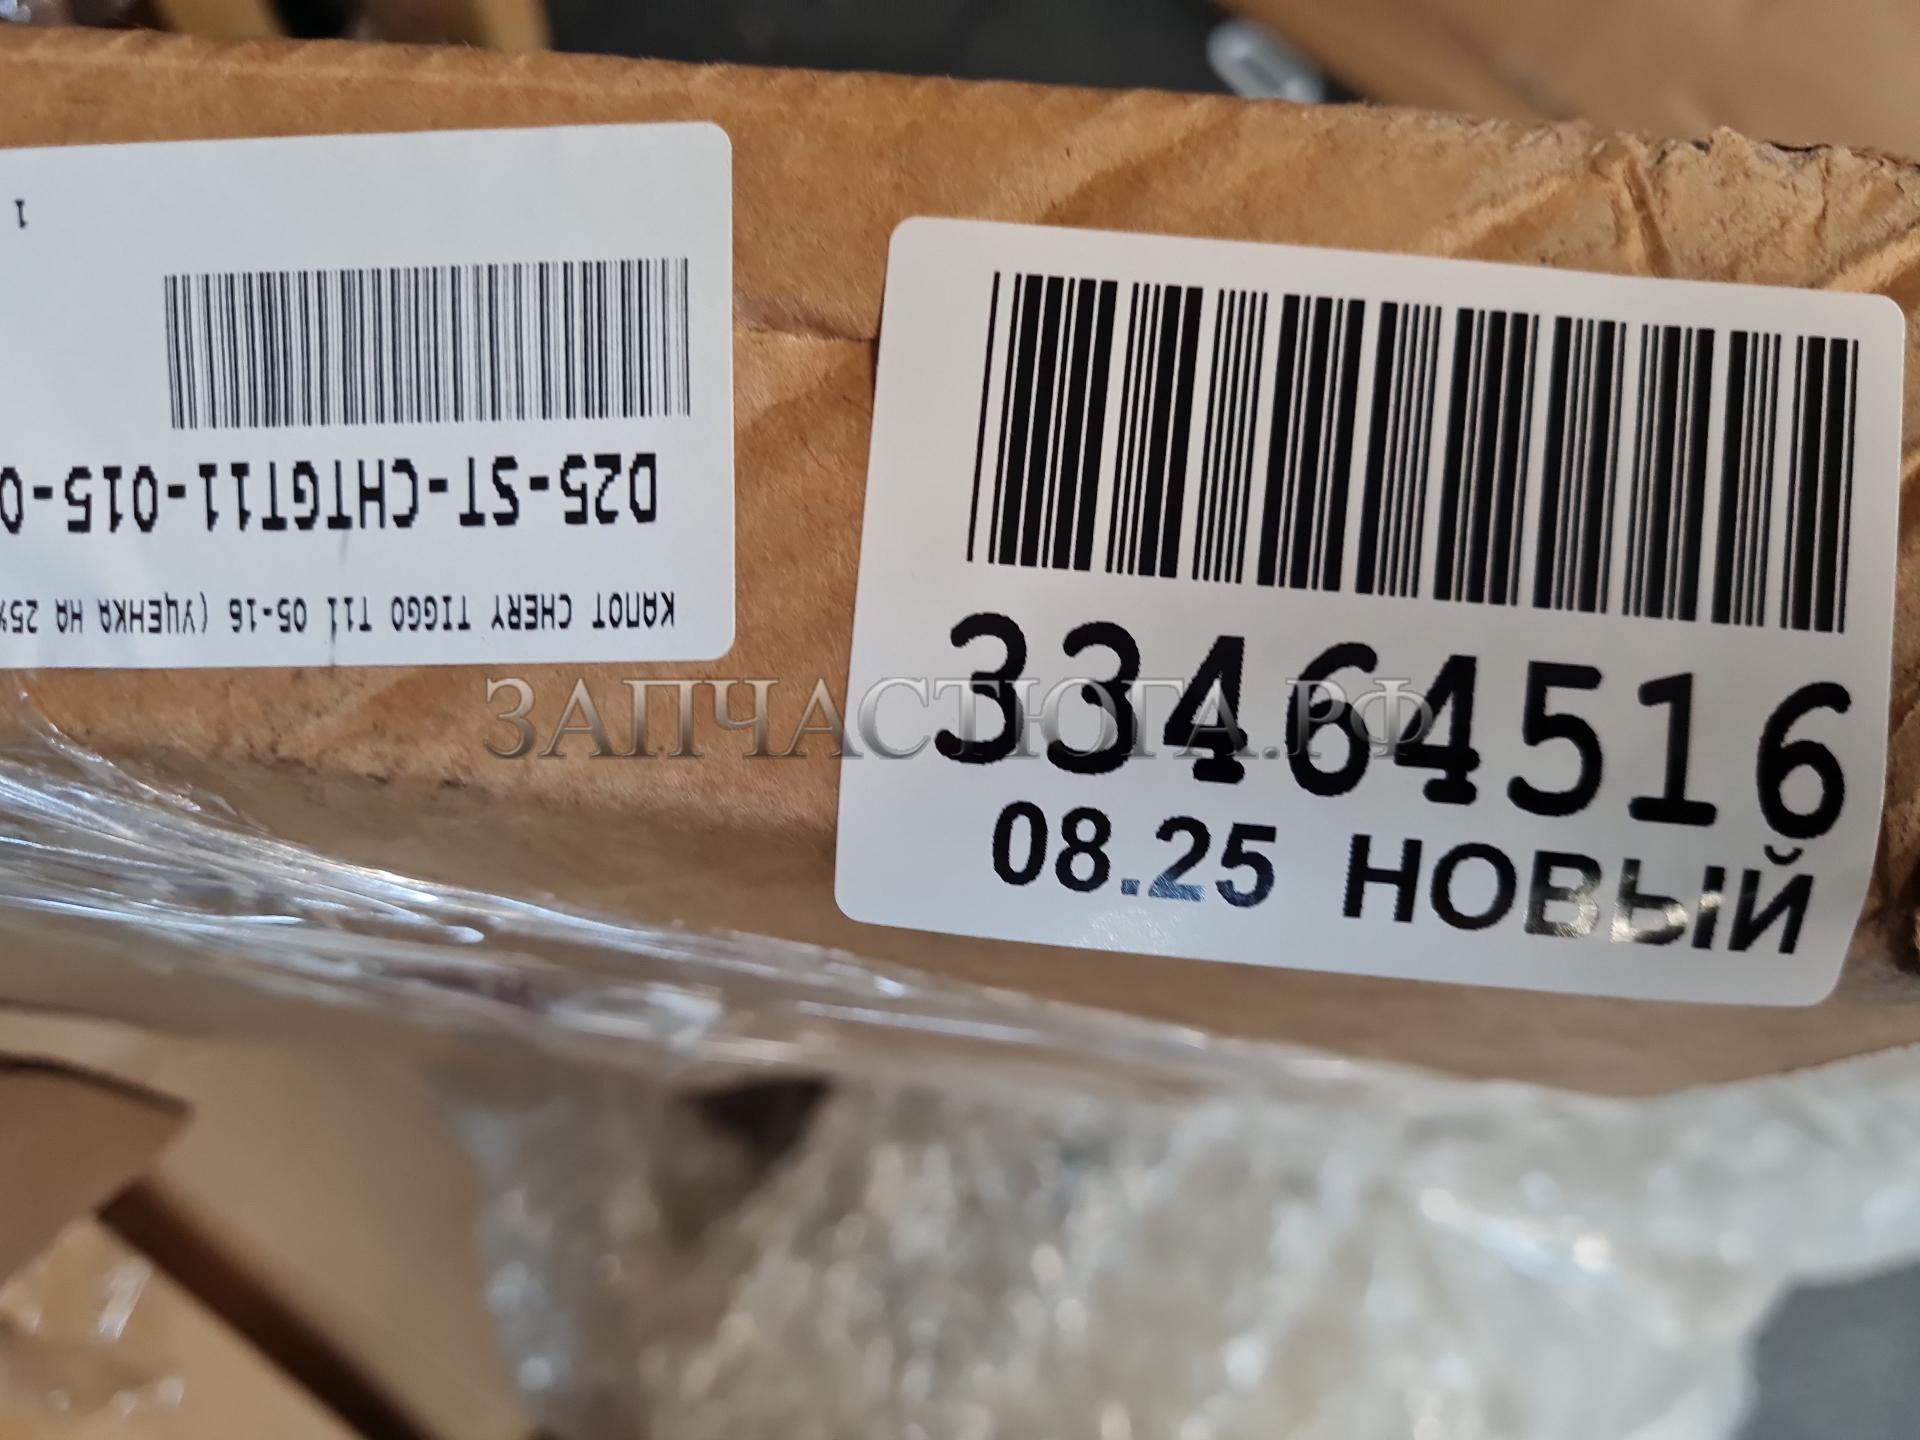 1
D25-ST-CHTGT11-015-0
КАПОТ CHERY TIGGO T11 05-16 (УЦЕНКА НА 25%
33464516
08.25 НОВЫЙ
ЗАПЧАСТЮГА.РФ